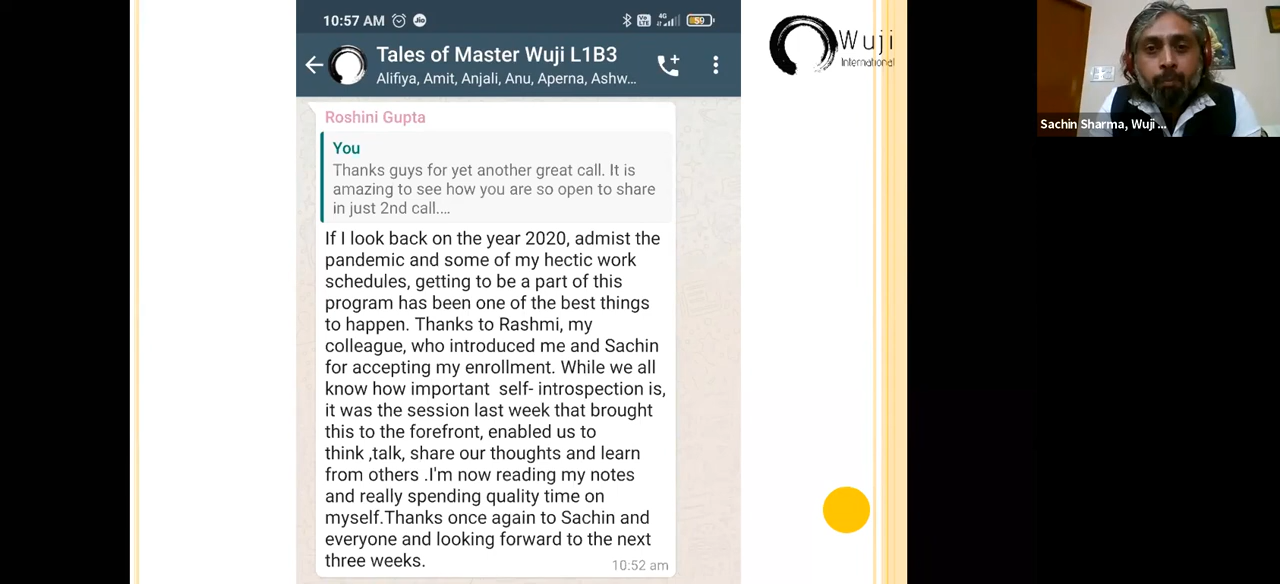 10:57 AM
Jio
4G
59
Tales of Master Wuji L1B3
Alifiya, Amit, Anjali, Anu, Aperna, Ashw...
Roshini Gupta
You
Thanks guys for yet another great call. It is
amazing to see how you are so open to share
in just 2nd call....
If I look back on the year 2020, admist the
pandemic and some of my hectic work
schedules, getting to be a part of this
program has been one of the best things
to happen. Thanks to Rashmi, my
colleague, who introduced me and Sachin
for accepting my enrollment. While we all
know how important  self- introspection is,
it was the session last week that brought
this to the forefront, enabled us to
think ,talk, share our thoughts and learn
from others .I'm now reading my notes
and really spending quality time on
myself.Thanks once again to Sachin and
everyone and looking forward to the next
three weeks.
10:52 am
Wuji
International
Sachin Sharma, Wuji ...